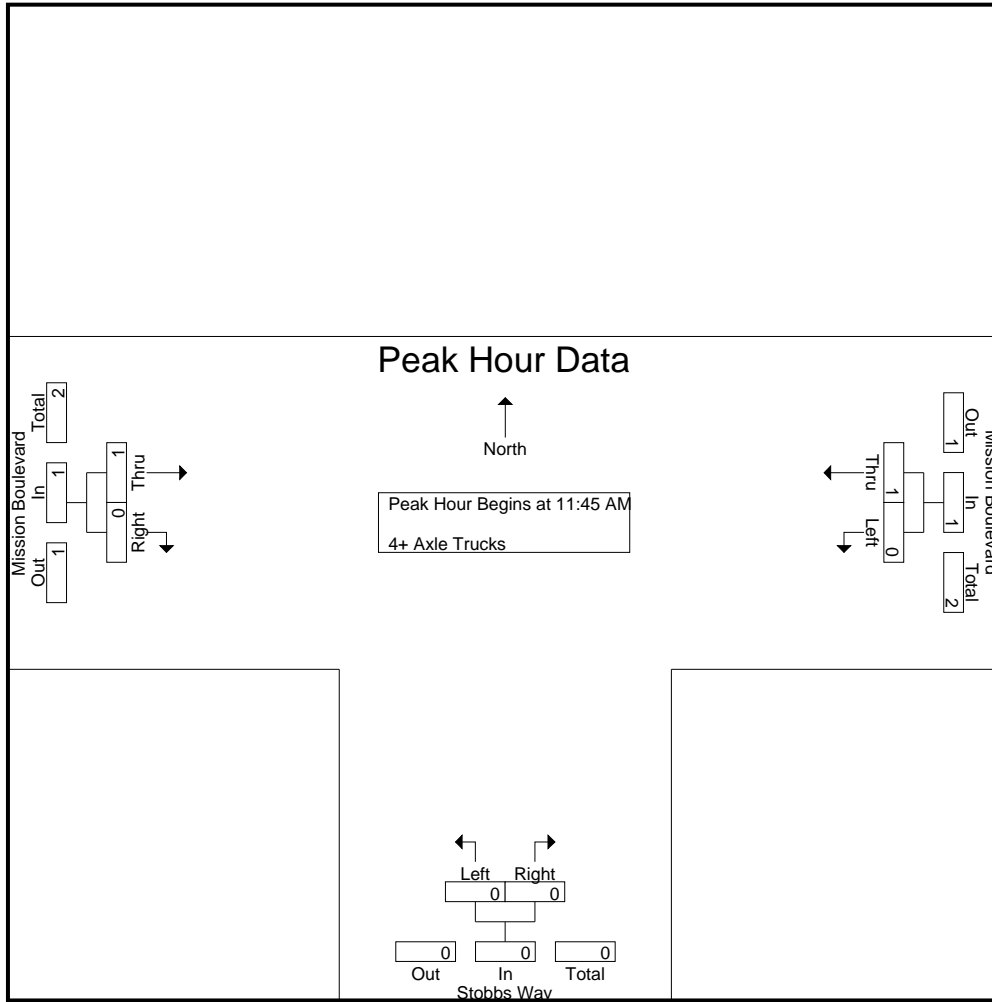 Peak Hour Data
North
Peak Hour Begins at 11:45 AM
4+ Axle Trucks
Mission Boulevard
Total
2
In
1
Out
1
Thru
1
Right
0
Mission Boulevard
Out
1
In
1
Total
2
Thru
1
Left
0
Left Right
0 0
0 0 0
Out In Total
Stobbs Way